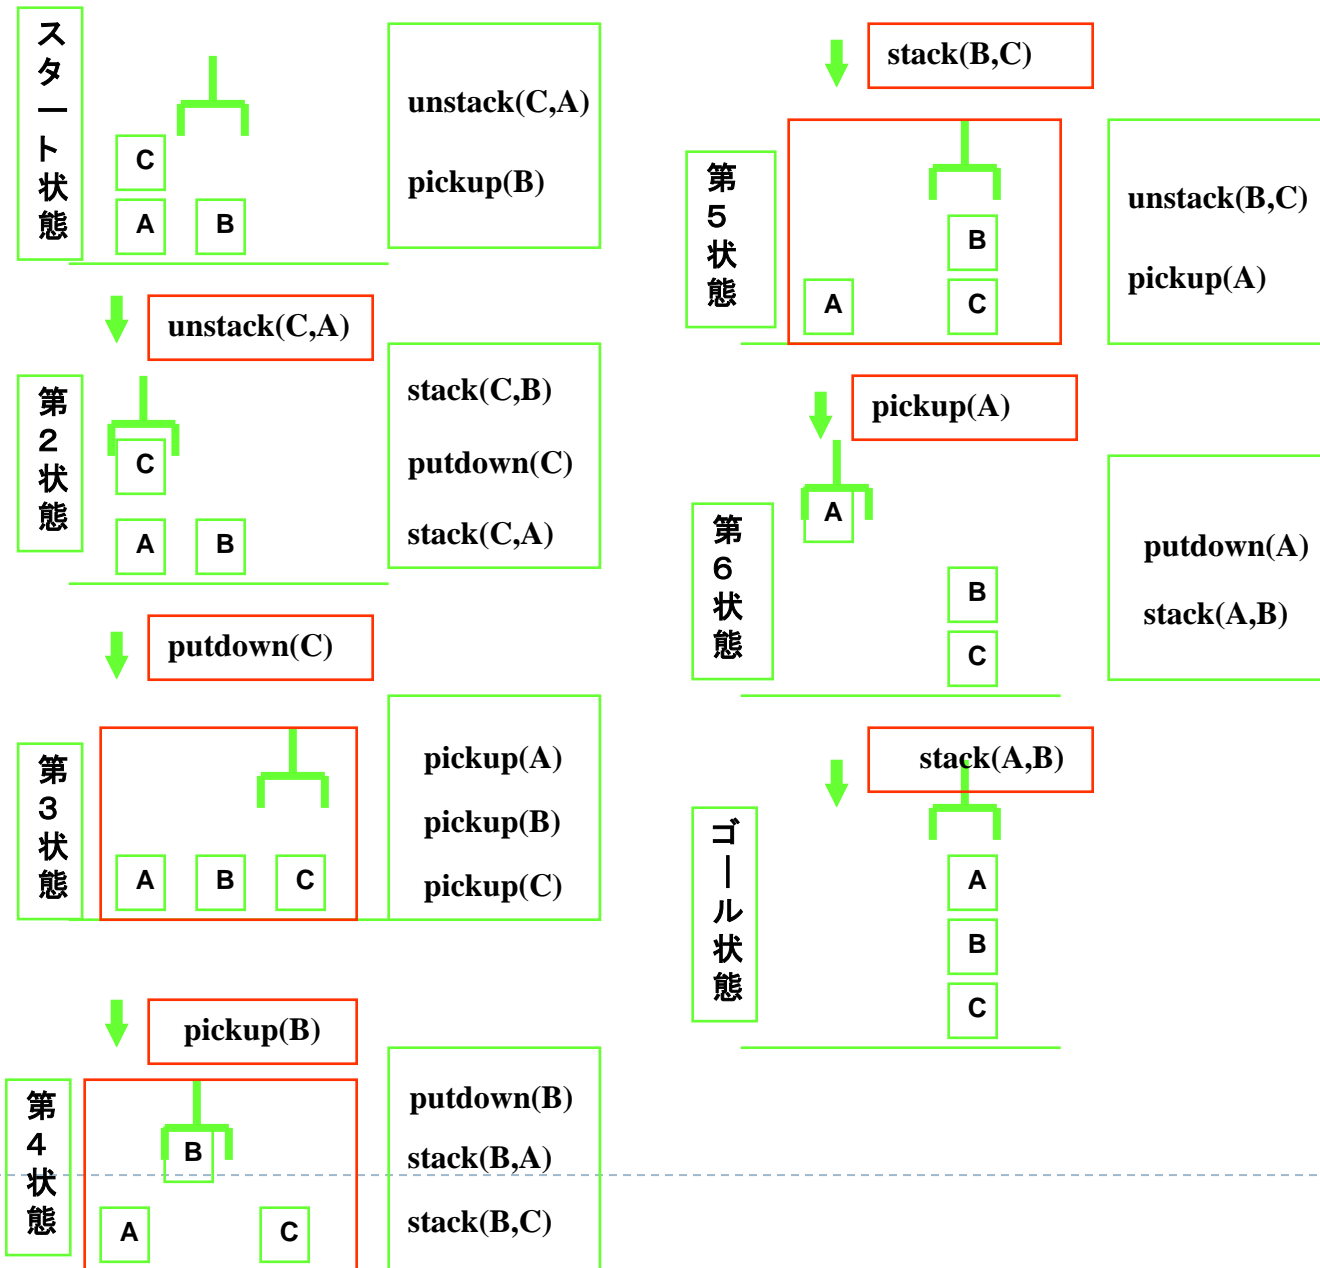 スタート状態
C
A B
unstack(C,A)
pickup(B)
unstack(C,A)
第2状態
C
A B
stack(C,B)
putdown(C)
stack(C,A)
putdown(C)
第3状態
A B C
pickup(A)
pickup(B)
pickup(C)
pickup(B)
第4状態
B
A C
putdown(B)
stack(B,A)
stack(B,C)
stack(B,C)
第5状態
B
A C
unstack(B,C)
pickup(A)
pickup(A)
第6状態
A
B
C
putdown(A)
stack(A,B)
stack(A,B)
ゴール状態
A
B
C